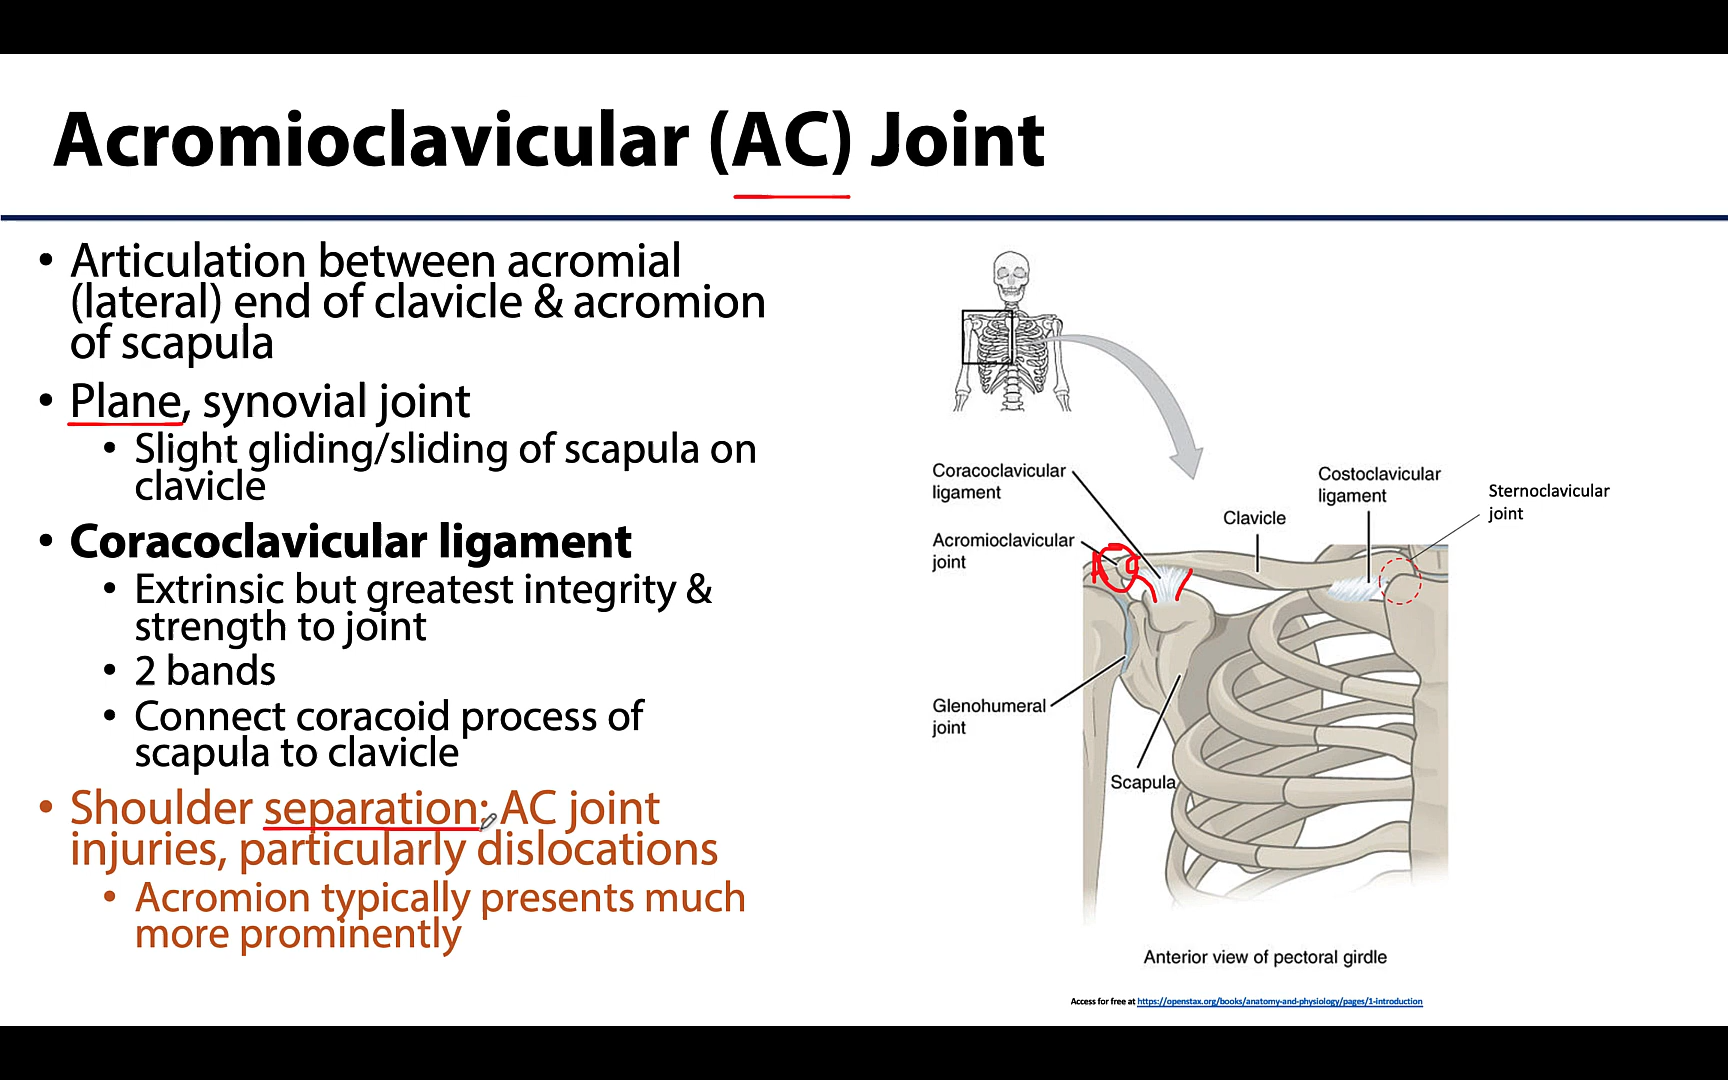 Acromioclavicular (AC) Joint
• Articulation between acromial
(lateral) end of clavicle & acromion
of scapula
• Plane, synovial joint
• Slight gliding/sliding of scapula on
clavicle
• Coracoclavicular ligament
• Extrinsic but greatest integrity &
strength to joint
• 2 bands
• Connect coracoid process of
scapula to clavicle
• Shoulder separation: AC joint
injuries, particularly dislocations
• Acromion typically presents much
more prominently
Coracoclavicular
ligament
Acromioclavicular
joint
Clavicle
Costoclavicular
ligament
Sternoclavicular
joint
Glenohumeral
joint
Scapula
Anterior view of pectoral girdle
Access for free at https://openstax.org/books/anatomy-and-physiology/pages/1-introduction